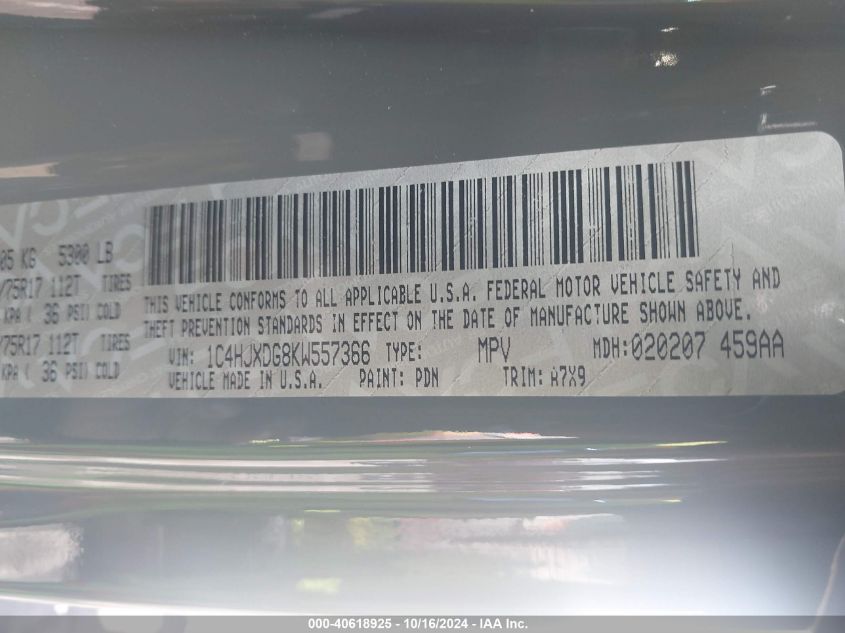 05 KG 5300 LB
/75R17 112T TIRES
KPA ( 36 PSI) COLD
/75R17 112T TIRES
KPA ( 36 PSI) COLD
THIS VEHICLE CONFORMS TO ALL APPLICABLE U.S.A. FEDERAL MOTOR VEHICLE SAFETY AND
THEFT PREVENTION STANDARDS IN EFFECT ON THE DATE OF MANUFACTURE SHOWN ABOVE.
VIN: 1C4HJXDG8KW557366 TYPE: MPV MDH:020207 459AA
VEHICLE MADE IN U.S.A. PAINT: PDN TRIM: A7X9
000-40618925 - 10/16/2024 - IAA Inc.